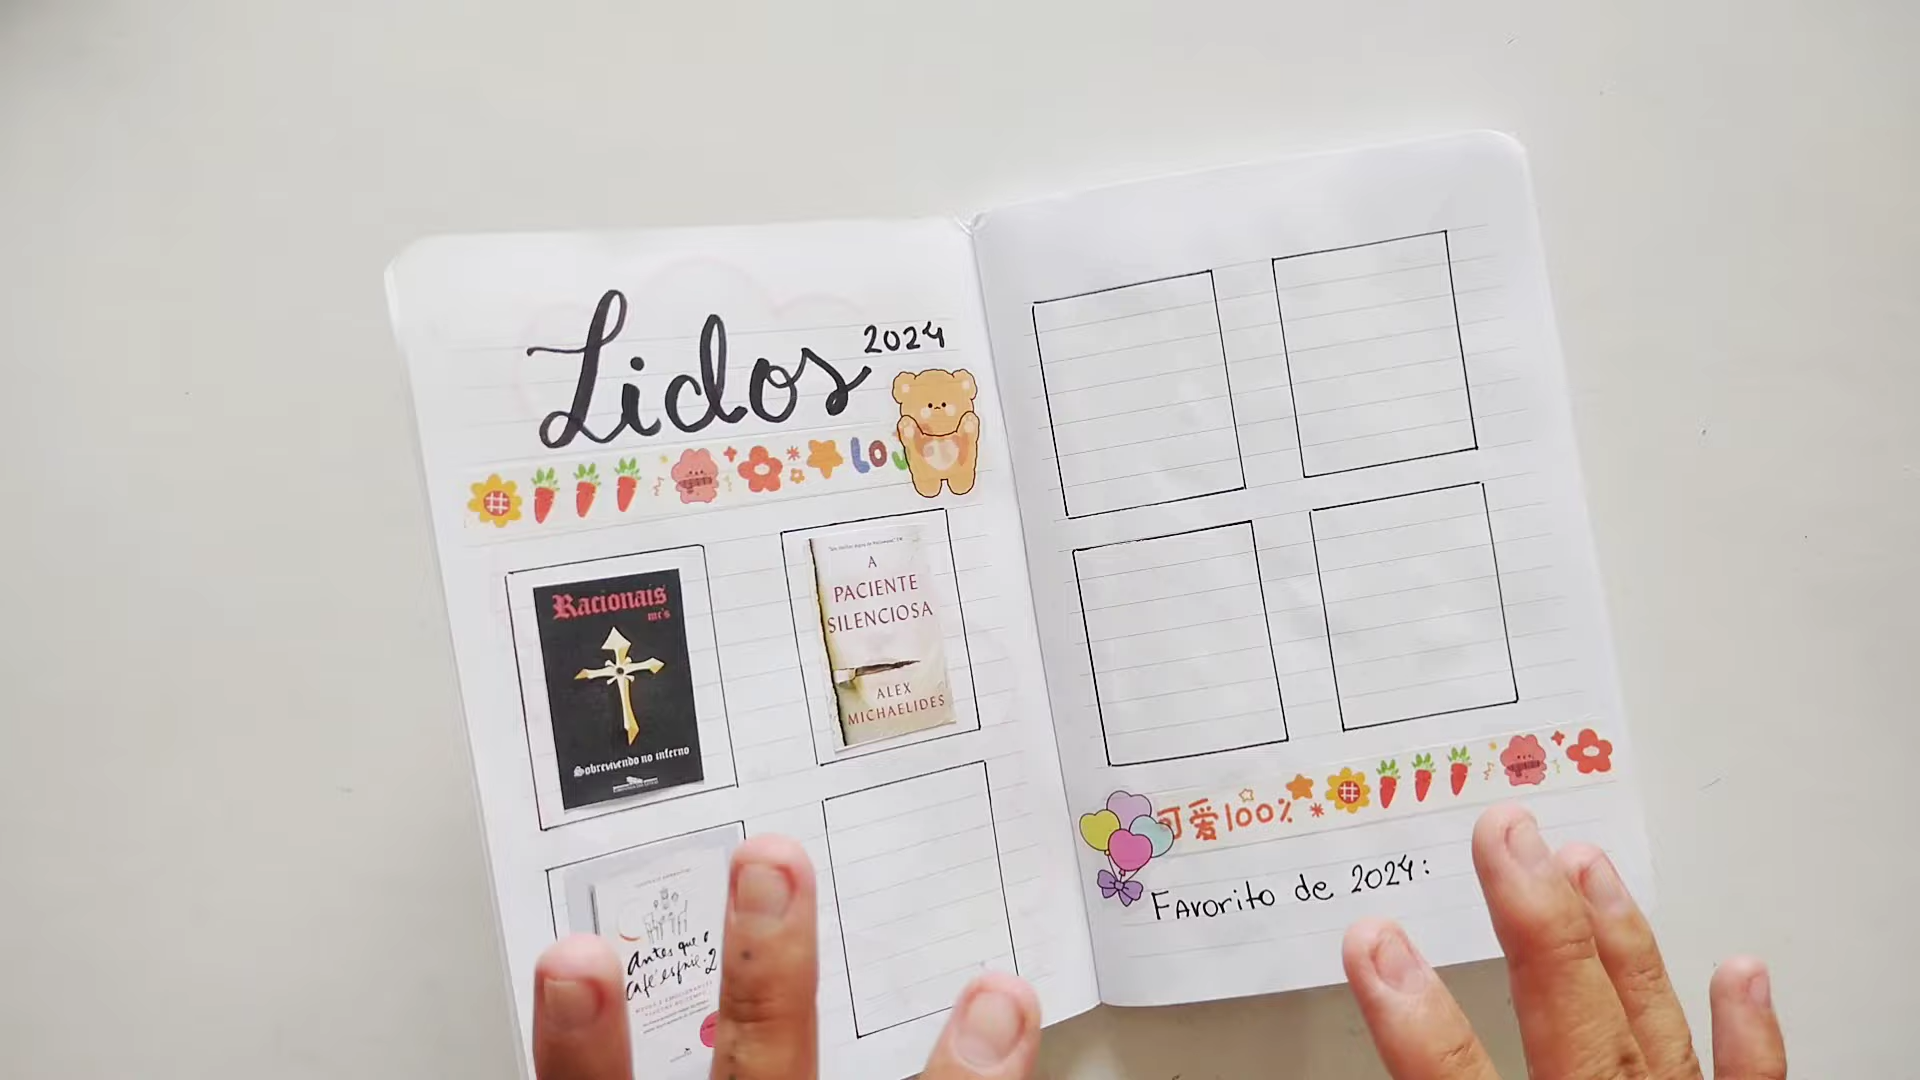 Lidos 2024
LOV
Racionais
mc's
Sobrevivendo no inferno
A
PACIENTE
SILENCIOSA
ALEX
MICHAELIDES
Antes que o
café esfrie 2
可爱100%
Favorito de 2024: